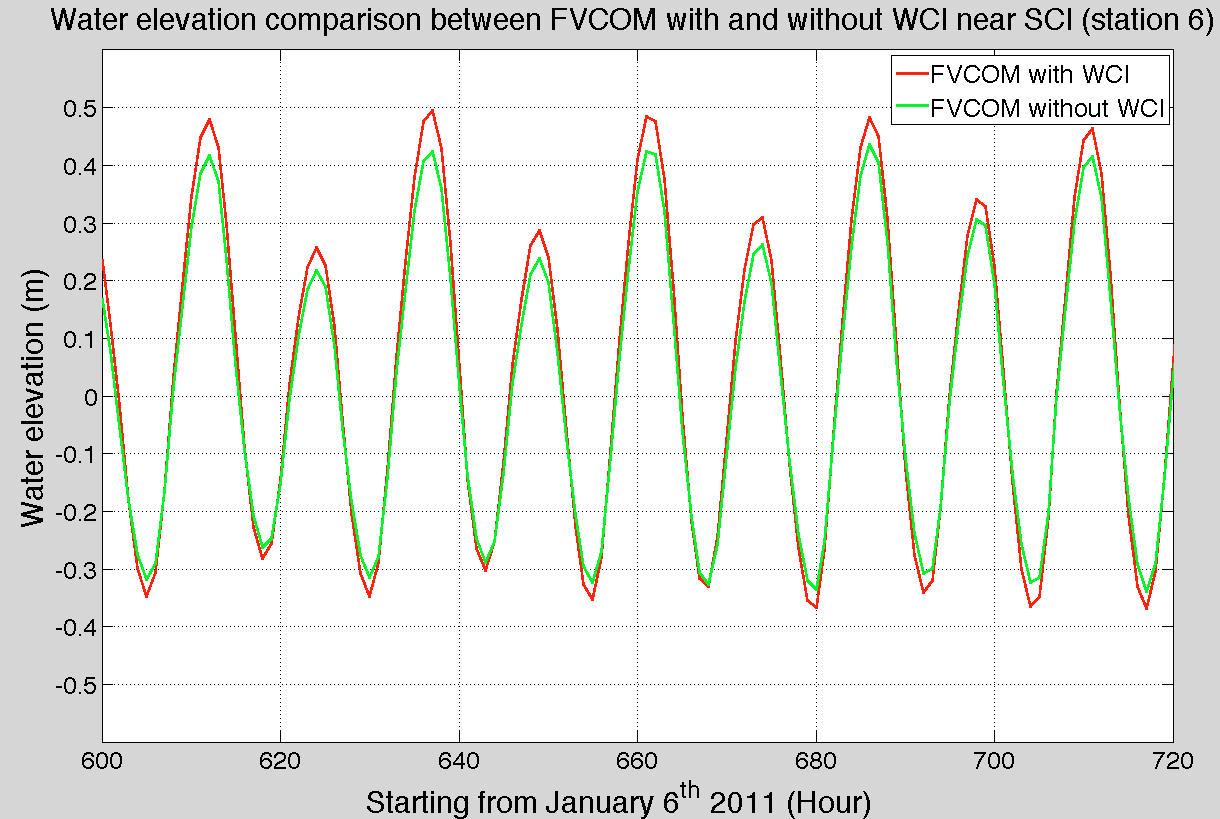 Water elevation comparison between FVCOM with and without WCI near SCI (station 6)
FVCOM with WCI
FVCOM without WCI
Water elevation (m)
0.5
0.4
0.3
0.2
0.1
0
-0.1
-0.2
-0.3
-0.4
-0.5
600 620 640 660 680 700 720
Starting from January 6th 2011 (Hour)